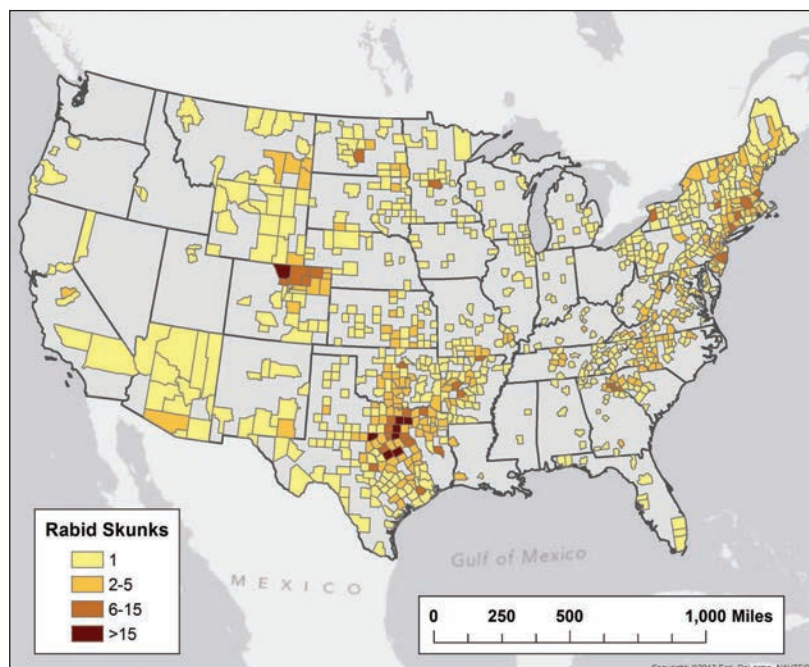 Rabid Skunks
1
2-5
6-15
>15
MEXICO
Gulf of Mexico
0 250 500 1,000 Miles